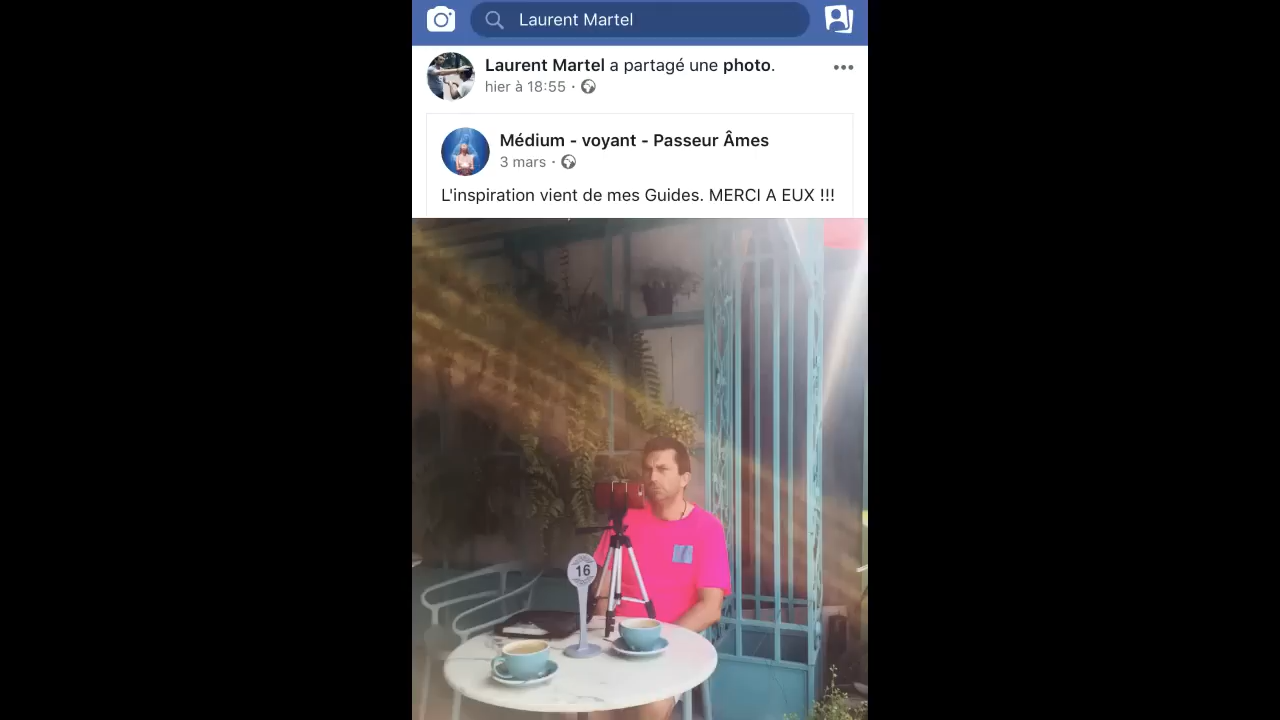 Laurent Martel
Laurent Martel a partagé une photo.
hier à 18:55 ·
Médium - voyant - Passeur Âmes
3 mars ·
L'inspiration vient de mes Guides. MERCI A EUX !!!
16